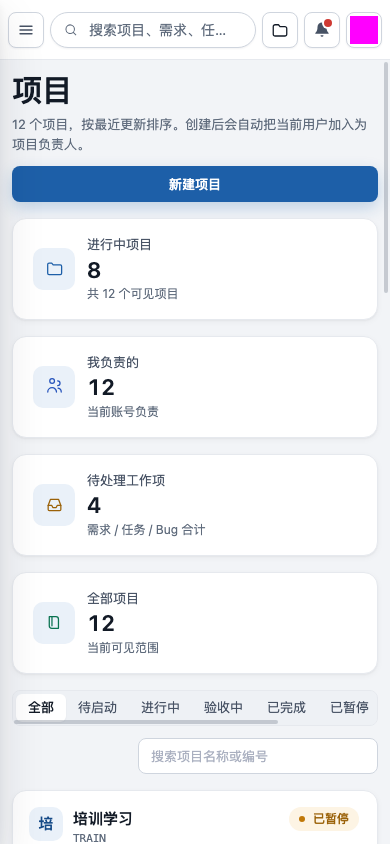 搜索项目、需求、任...
项目
12 个项目，按最近更新排序。创建后会自动把当前用户加入为
项目负责人。
新建项目
进行中项目
8
共 12 个可见项目
我负责的
12
当前账号负责
待处理工作项
4
需求 / 任务 / Bug 合计
全部项目
12
当前可见范围
全部 待启动 进行中 验收中 已完成 已暂停
搜索项目名称或编号
培 培训学习 已暂停
TRAIN